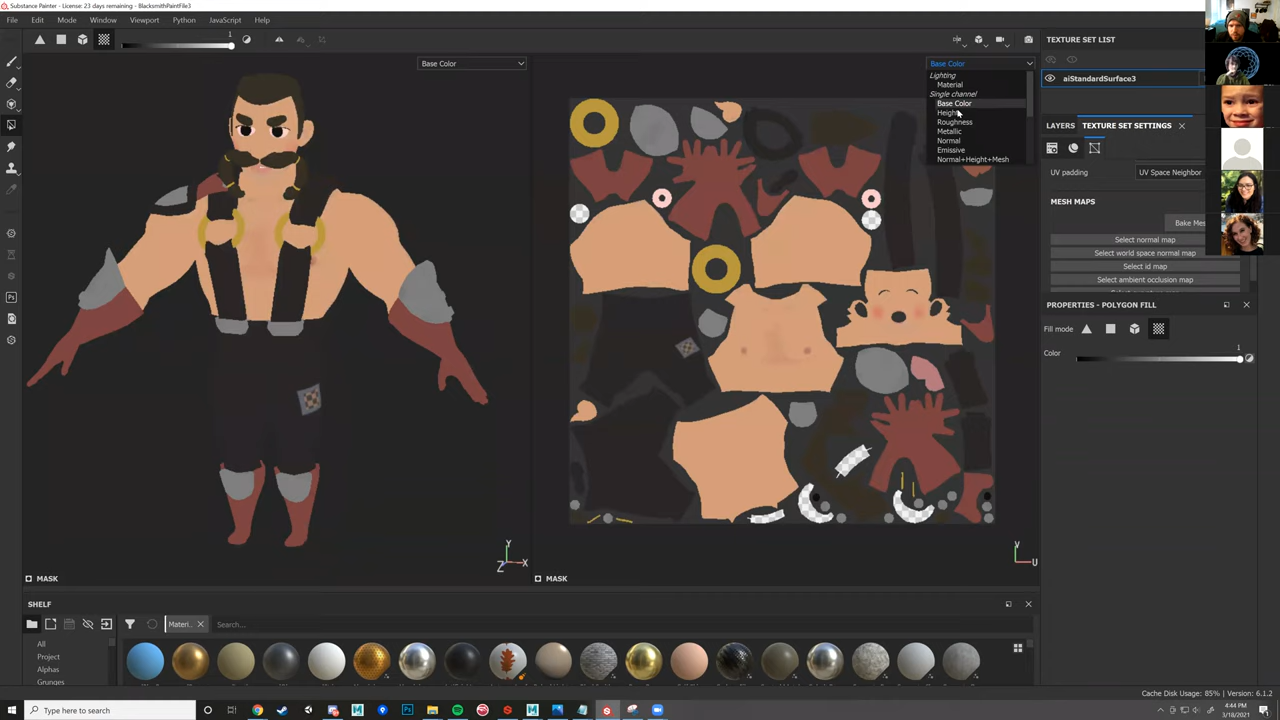 Substance Painter - License: 23 days remaining - BlacksmithPaintFile3
File Edit Mode Window Viewport Python JavaScript Help
1
Base Color
Base Color
Lighting
Material
Single channel
Base Color
Height
Roughness
Metallic
Normal
Emissive
Normal+Height+Mesh
TEXTURE SET LIST
aiStandardSurface3
LAYERS TEXTURE SET SETTINGS
UV padding UV Space Neighbor
MESH MAPS
Bake Mes
Select normal map
Select world space normal map
Select id map
Select ambient occlusion map
PROPERTIES - POLYGON FILL
Fill mode
Color 1
Y
Z X
V
U
MASK
MASK
SHELF
Materi...
Search...
All
Project
Alphas
Grunges
Cache Disk Usage: 85% | Version: 6.1.2
Type here to search
4:44 PM
3/18/2021